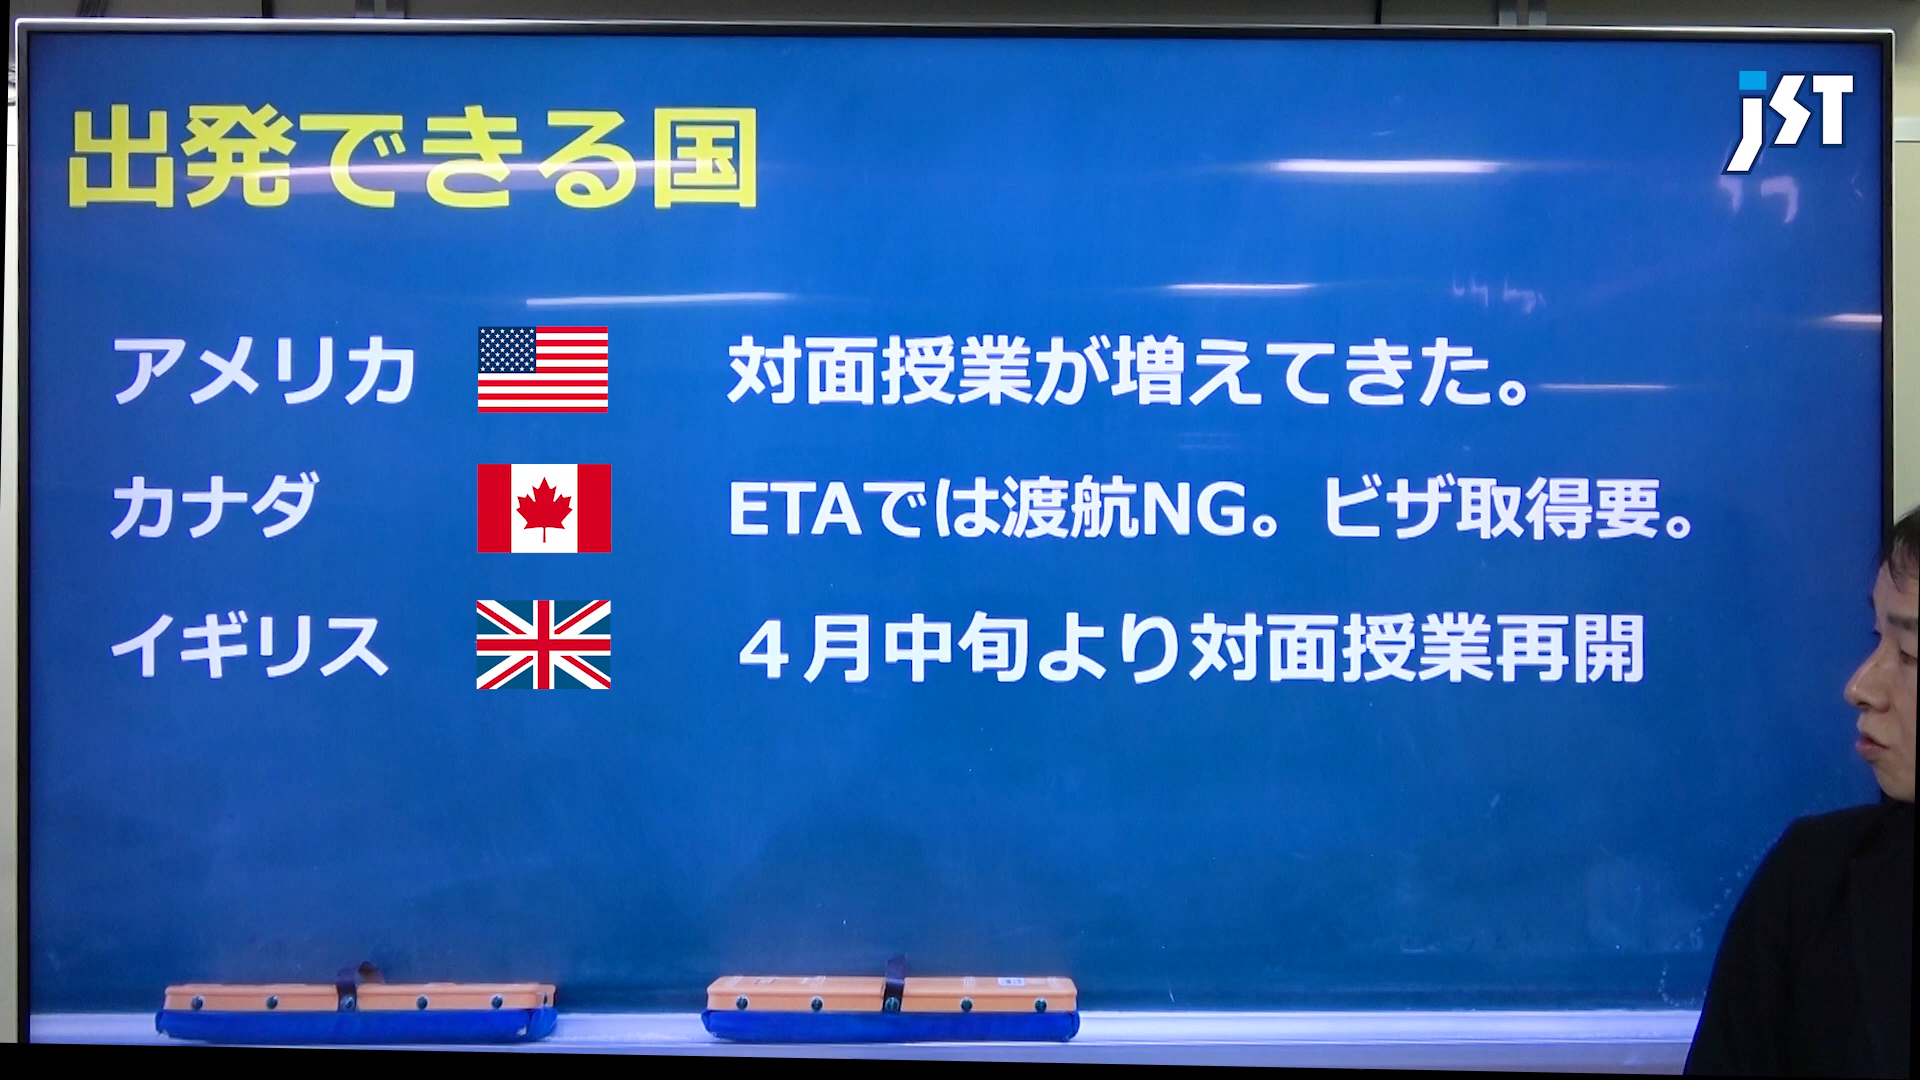 jST
出発できる国
アメリカ 対面授業が増えてきた。
カナダ ETAでは渡航NG。ビザ取得要。
イギリス ４月中旬より対面授業再開